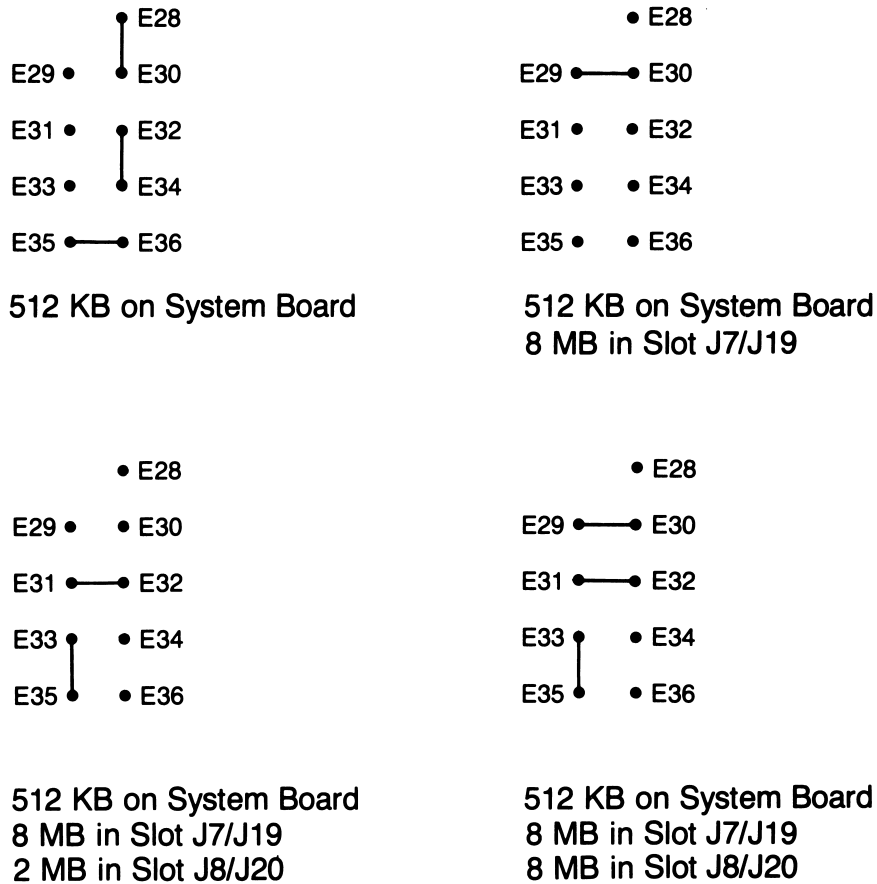 E28
E29 E30
E31 E32
E33 E34
E35 E36
512 KB on System Board
E28
E29 E30
E31 E32
E33 E34
E35 E36
512 KB on System Board
8 MB in Slot J7/J19
E28
E29 E30
E31 E32
E33 E34
E35 E36
512 KB on System Board
8 MB in Slot J7/J19
2 MB in Slot J8/J20
E28
E29 E30
E31 E32
E33 E34
E35 E36
512 KB on System Board
8 MB in Slot J7/J19
8 MB in Slot J8/J20